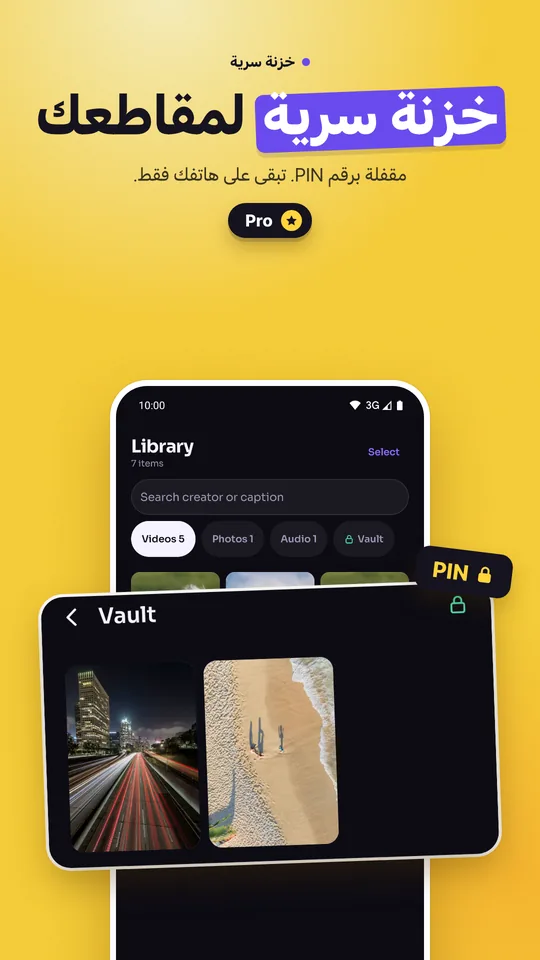 خزنة سرية
خزنة سرية لمقاطعك
مقفلة برقم PIN. تبقى على هاتفك فقط.
Pro
10:00 3G
Library
7 items
Select
Search creator or caption
Videos 5 Photos 1 Audio 1 Vault
PIN
Vault